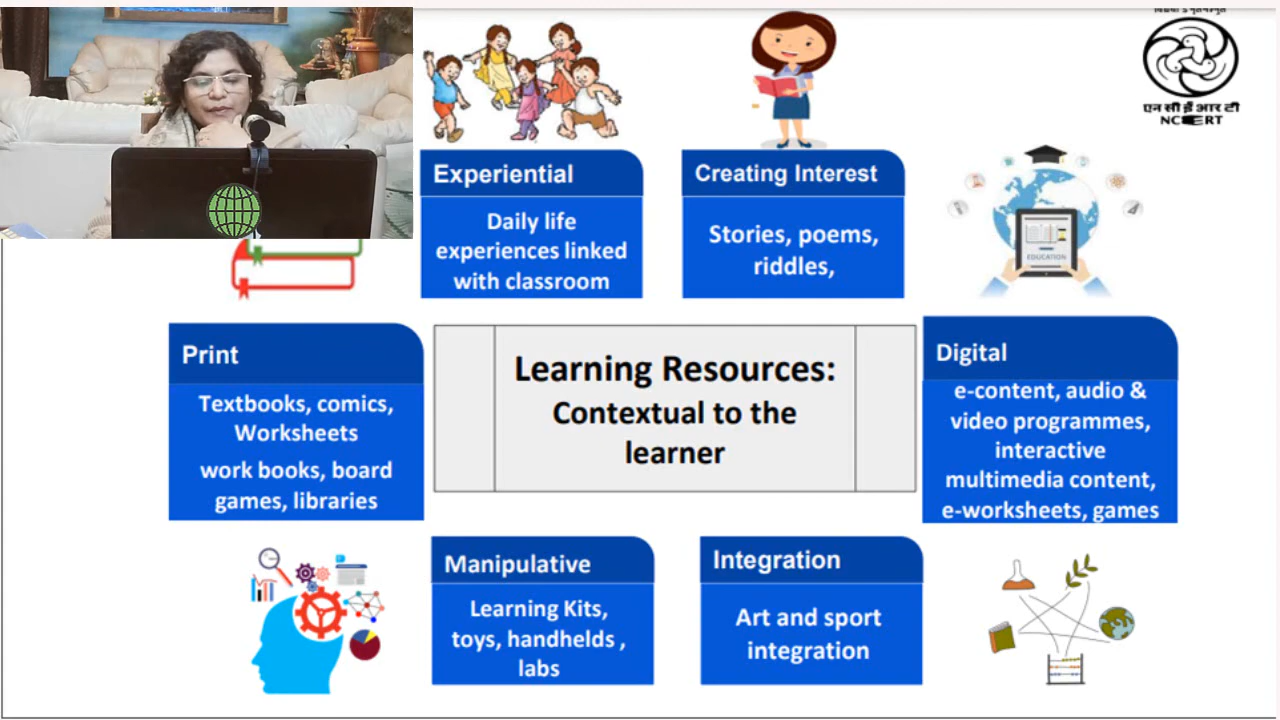 एन सी ई आर टी
NCERT
Experiential
Daily life
experiences linked
with classroom
Creating Interest
Stories, poems,
riddles,
Print
Textbooks, comics,
Worksheets
work books, board
games, libraries
Learning Resources:
Contextual to the
learner
Digital
e-content, audio &
video programmes,
interactive
multimedia content,
e-worksheets, games
EDUCATION
Manipulative
Learning Kits,
toys, handhelds ,
labs
Integration
Art and sport
integration